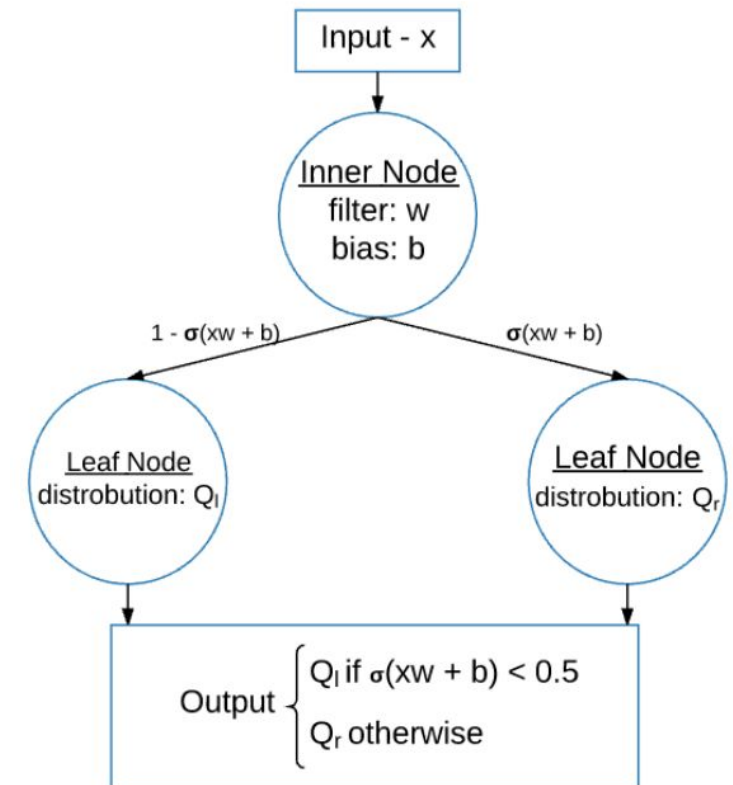 Input - x
Inner Node
filter: w
bias: b
1 - σ(xw + b)
σ(xw + b)
Leaf Node
distrobution: Qₗ
Leaf Node
distrobution: Qᵣ
Output
Qₗ if σ(xw + b) < 0.5
Qᵣ otherwise